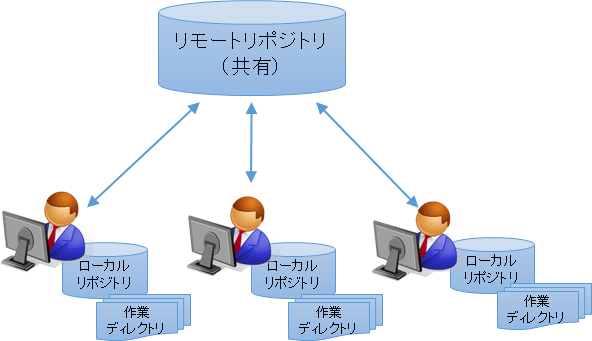 リモートリポジトリ
(共有)
ローカル
リポジトリ
作業
ディレクトリ
ローカル
リポジトリ
作業
ディレクトリ
ローカル
リポジトリ
作業
ディレクトリ